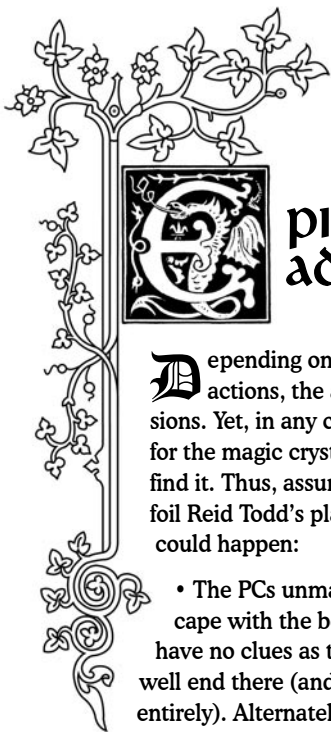 E
pi
ad
Depending on
actions, the
sions. Yet, in any c
for the magic cryst
find it. Thus, assur
foil Reid Todd's pla
could happen:
• The PCs unma
cape with the b
have no clues as t
well end there (and
entirely). Alternatel